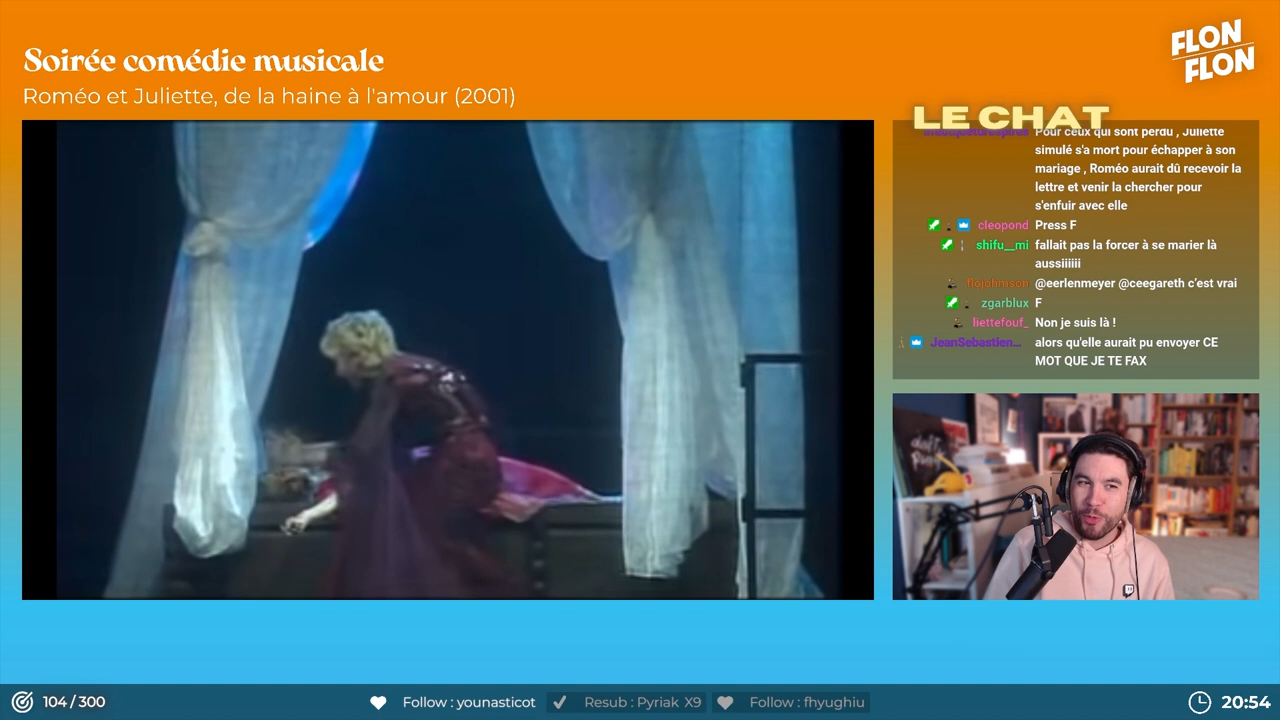 Soirée comédie musicale
Roméo et Juliette, de la haine à l'amour (2001)
FLON
FLON
LE CHAT
Pour ceux qui sont perdu , Juliette
simulé s'a mort pour échapper à son
mariage , Roméo aurait dû recevoir la
lettre et venir la chercher pour
s'enfuir avec elle
cleopond Press F
shifu__mi fallait pas la forcer à se marier là
aussiiiiii
flojohnson @eerlenmeyer @ceegareth c'est vrai
zgarblux F
liettefouf_ Non je suis là !
JeanSebastien... alors qu'elle aurait pu envoyer CE
MOT QUE JE TE FAX
104 / 300
Follow : younasticot
Resub : Pyriak X9
Follow : fhyughiu
20:54